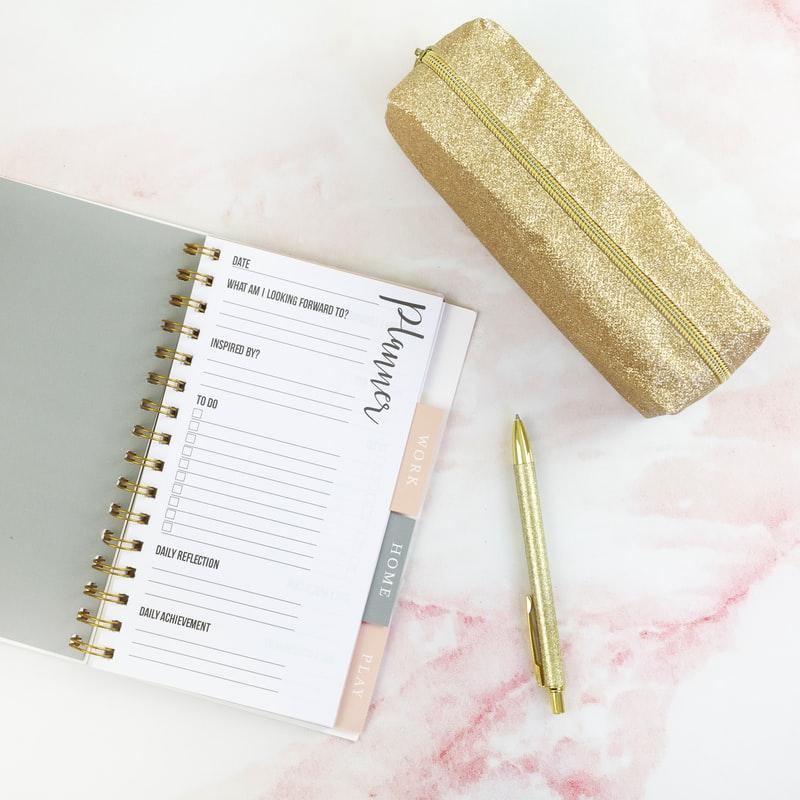 DATE
WHAT AM I LOOKING FORWARD TO?
Planner
INSPIRED BY?
TO DO
DAILY REFLECTION
DAILY ACHIEVEMENT
WORK
HOME
PLAY